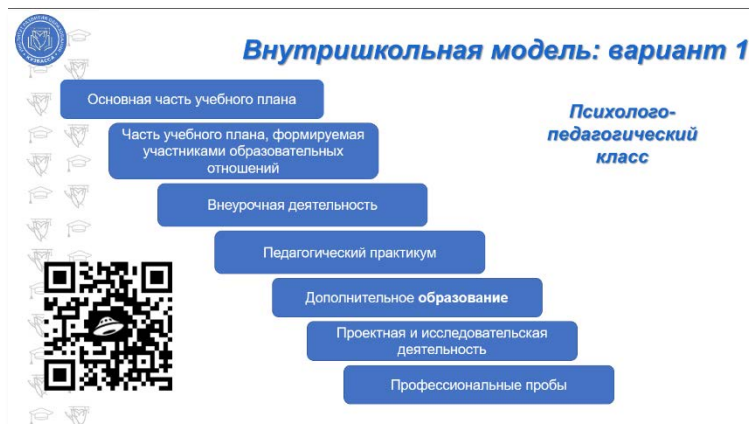 Внутришкольная модель: вариант 1
Основная часть учебного плана
Психолого-
педагогический
класс
Часть учебного плана, формируемая
участниками образовательных
отношений
Внеурочная деятельность
Педагогический практикум
Дополнительное образование
Проектная и исследовательская
деятельность
Профессиональные пробы